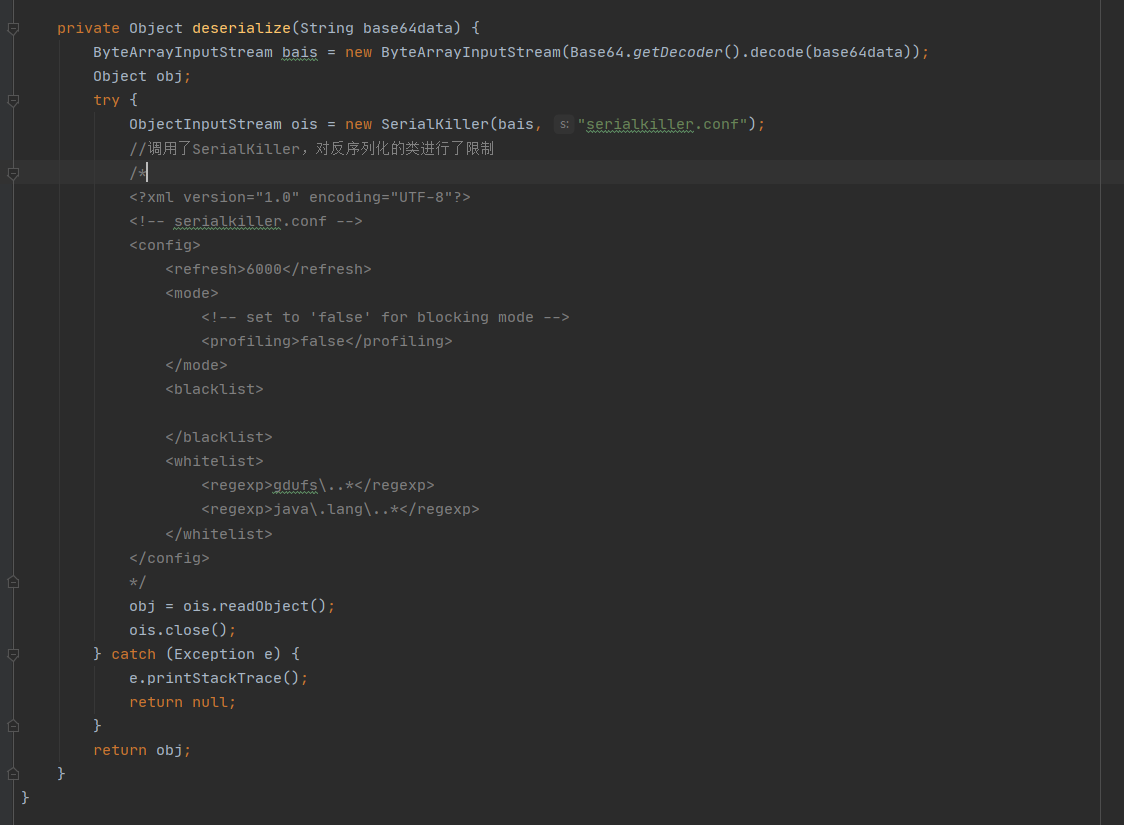 private Object deserialize(String base64data) {
ByteArrayInputStream bais = new ByteArrayInputStream(Base64.getDecoder().decode(base64data));
Object obj;
try {
ObjectInputStream ois = new SerialKiller(bais, s: "serialkiller.conf");
//调用了SerialKiller，对反序列化的类进行了限制
/*
<?xml version="1.0" encoding="UTF-8"?>
<!-- serialkiller.conf -->
<config>
<refresh>6000</refresh>
<mode>
<!-- set to 'false' for blocking mode -->
<profiling>false</profiling>
</mode>
<blacklist>
</blacklist>
<whitelist>
<regexp>gdufs\..*</regexp>
<regexp>java\.lang\..*</regexp>
</whitelist>
</config>
*/
obj = ois.readObject();
ois.close();
} catch (Exception e) {
e.printStackTrace();
return null;
}
return obj;
}
}